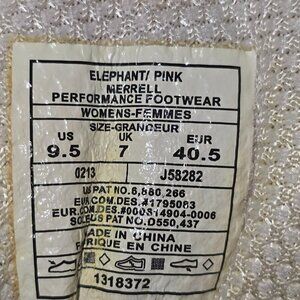 ELEPHANT/ PINK
MERRELL
PERFORMANCE FOOTWEAR
WOMENS-FEMMES
SIZE-GRANDEUR
US UK EUR
9.5 7 40.5
0213 J58282
US PAT NO.6,880,266
EUR.COM.DES.#1795083
EUR.COM.DES.#000814904-0006
SOLE US PAT NO.D550,437
MADE IN CHINA
FABRIQUE EN CHINE
1318372